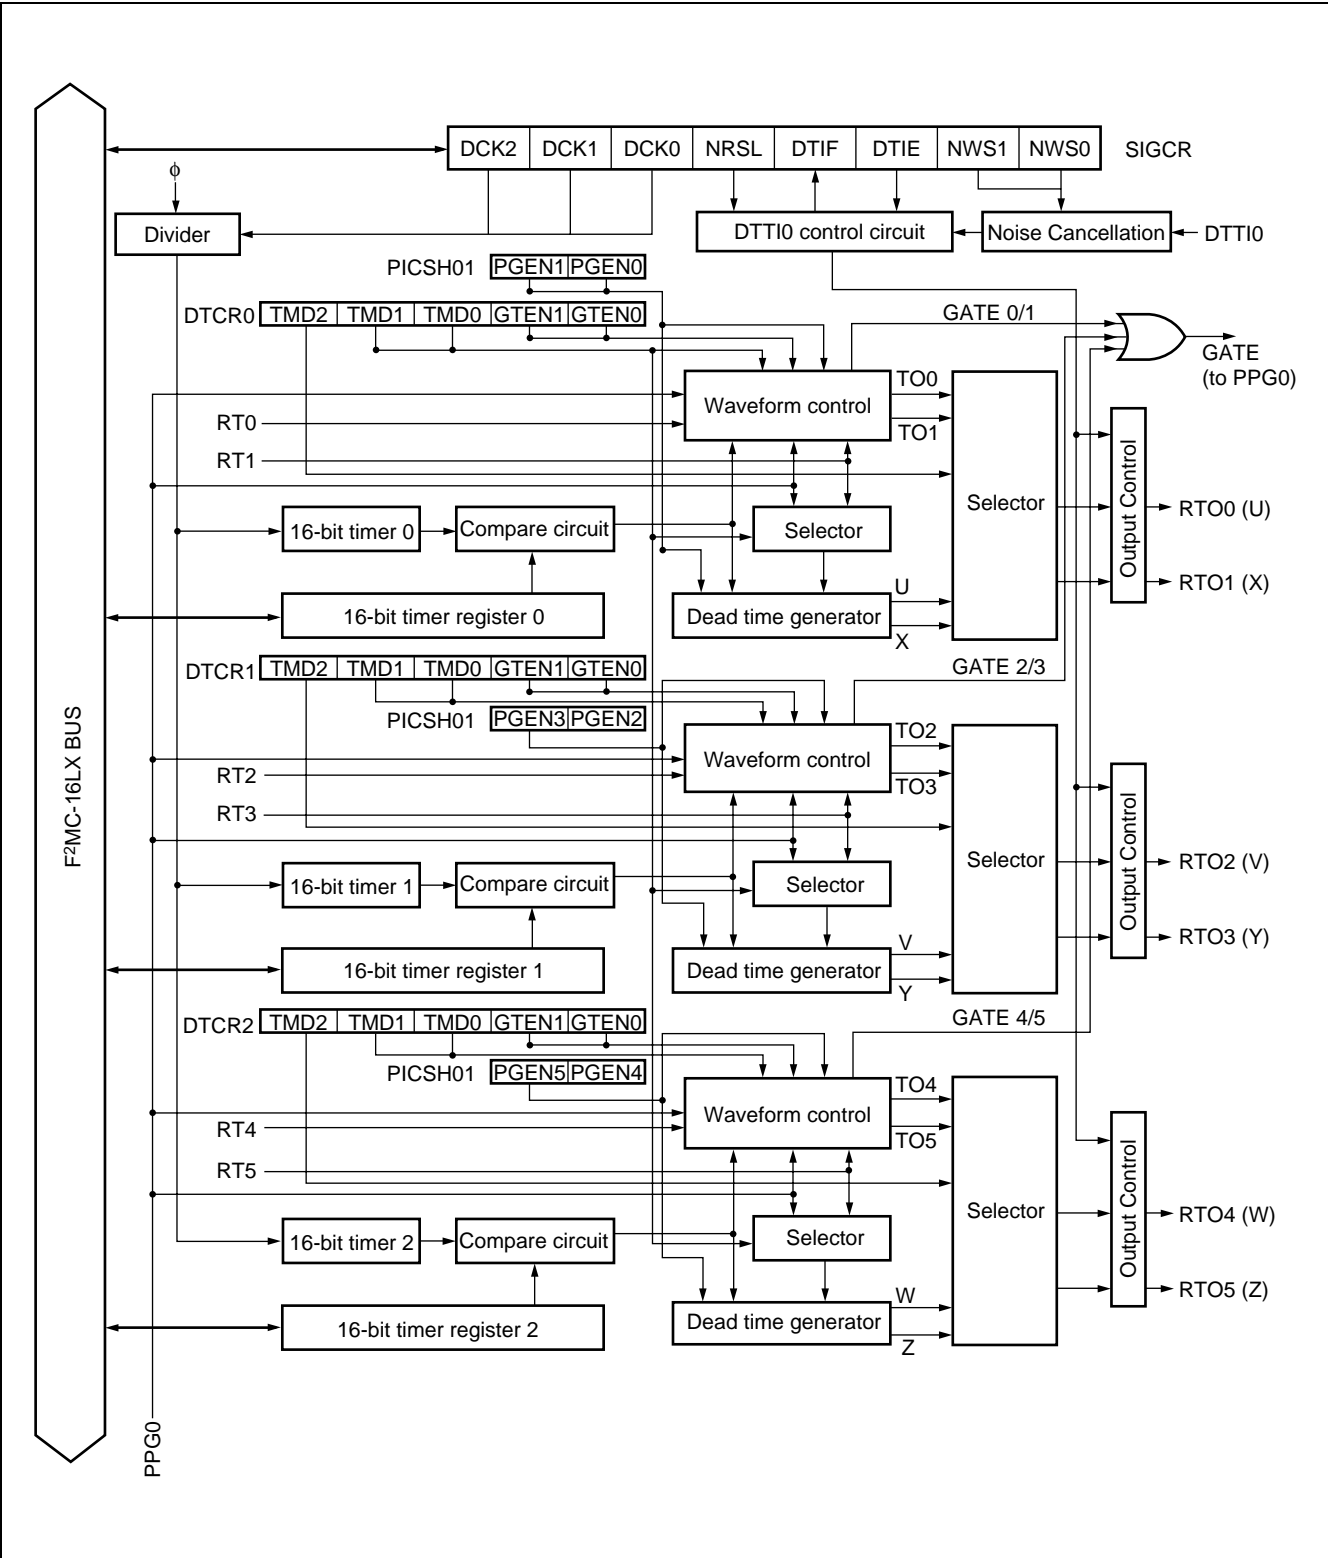 DCK2 DCK1 DCK0 NRSL DTIF DTIE NWS1 NWS0 SIGCR
ϕ
Divider
DTTI0 control circuit
Noise Cancellation
DTTI0
PICSH01 PGEN1 PGEN0
DTCR0 TMD2 TMD1 TMD0 GTEN1 GTEN0
GATE 0/1
GATE
(to PPG0)
Waveform control
TO0
TO1
RT0
RT1
Selector
Output Control
RTO0 (U)
RTO1 (X)
16-bit timer 0
Compare circuit
Selector
16-bit timer register 0
Dead time generator
U
X
DTCR1 TMD2 TMD1 TMD0 GTEN1 GTEN0
GATE 2/3
PICSH01 PGEN3 PGEN2
Waveform control
TO2
TO3
RT2
RT3
Selector
Output Control
RTO2 (V)
RTO3 (Y)
16-bit timer 1
Compare circuit
Selector
16-bit timer register 1
Dead time generator
V
Y
DTCR2 TMD2 TMD1 TMD0 GTEN1 GTEN0
GATE 4/5
PICSH01 PGEN5 PGEN4
Waveform control
TO4
TO5
RT4
RT5
Selector
Output Control
RTO4 (W)
RTO5 (Z)
16-bit timer 2
Compare circuit
Selector
16-bit timer register 2
Dead time generator
W
Z
F²MC-16LX BUS
PPG0